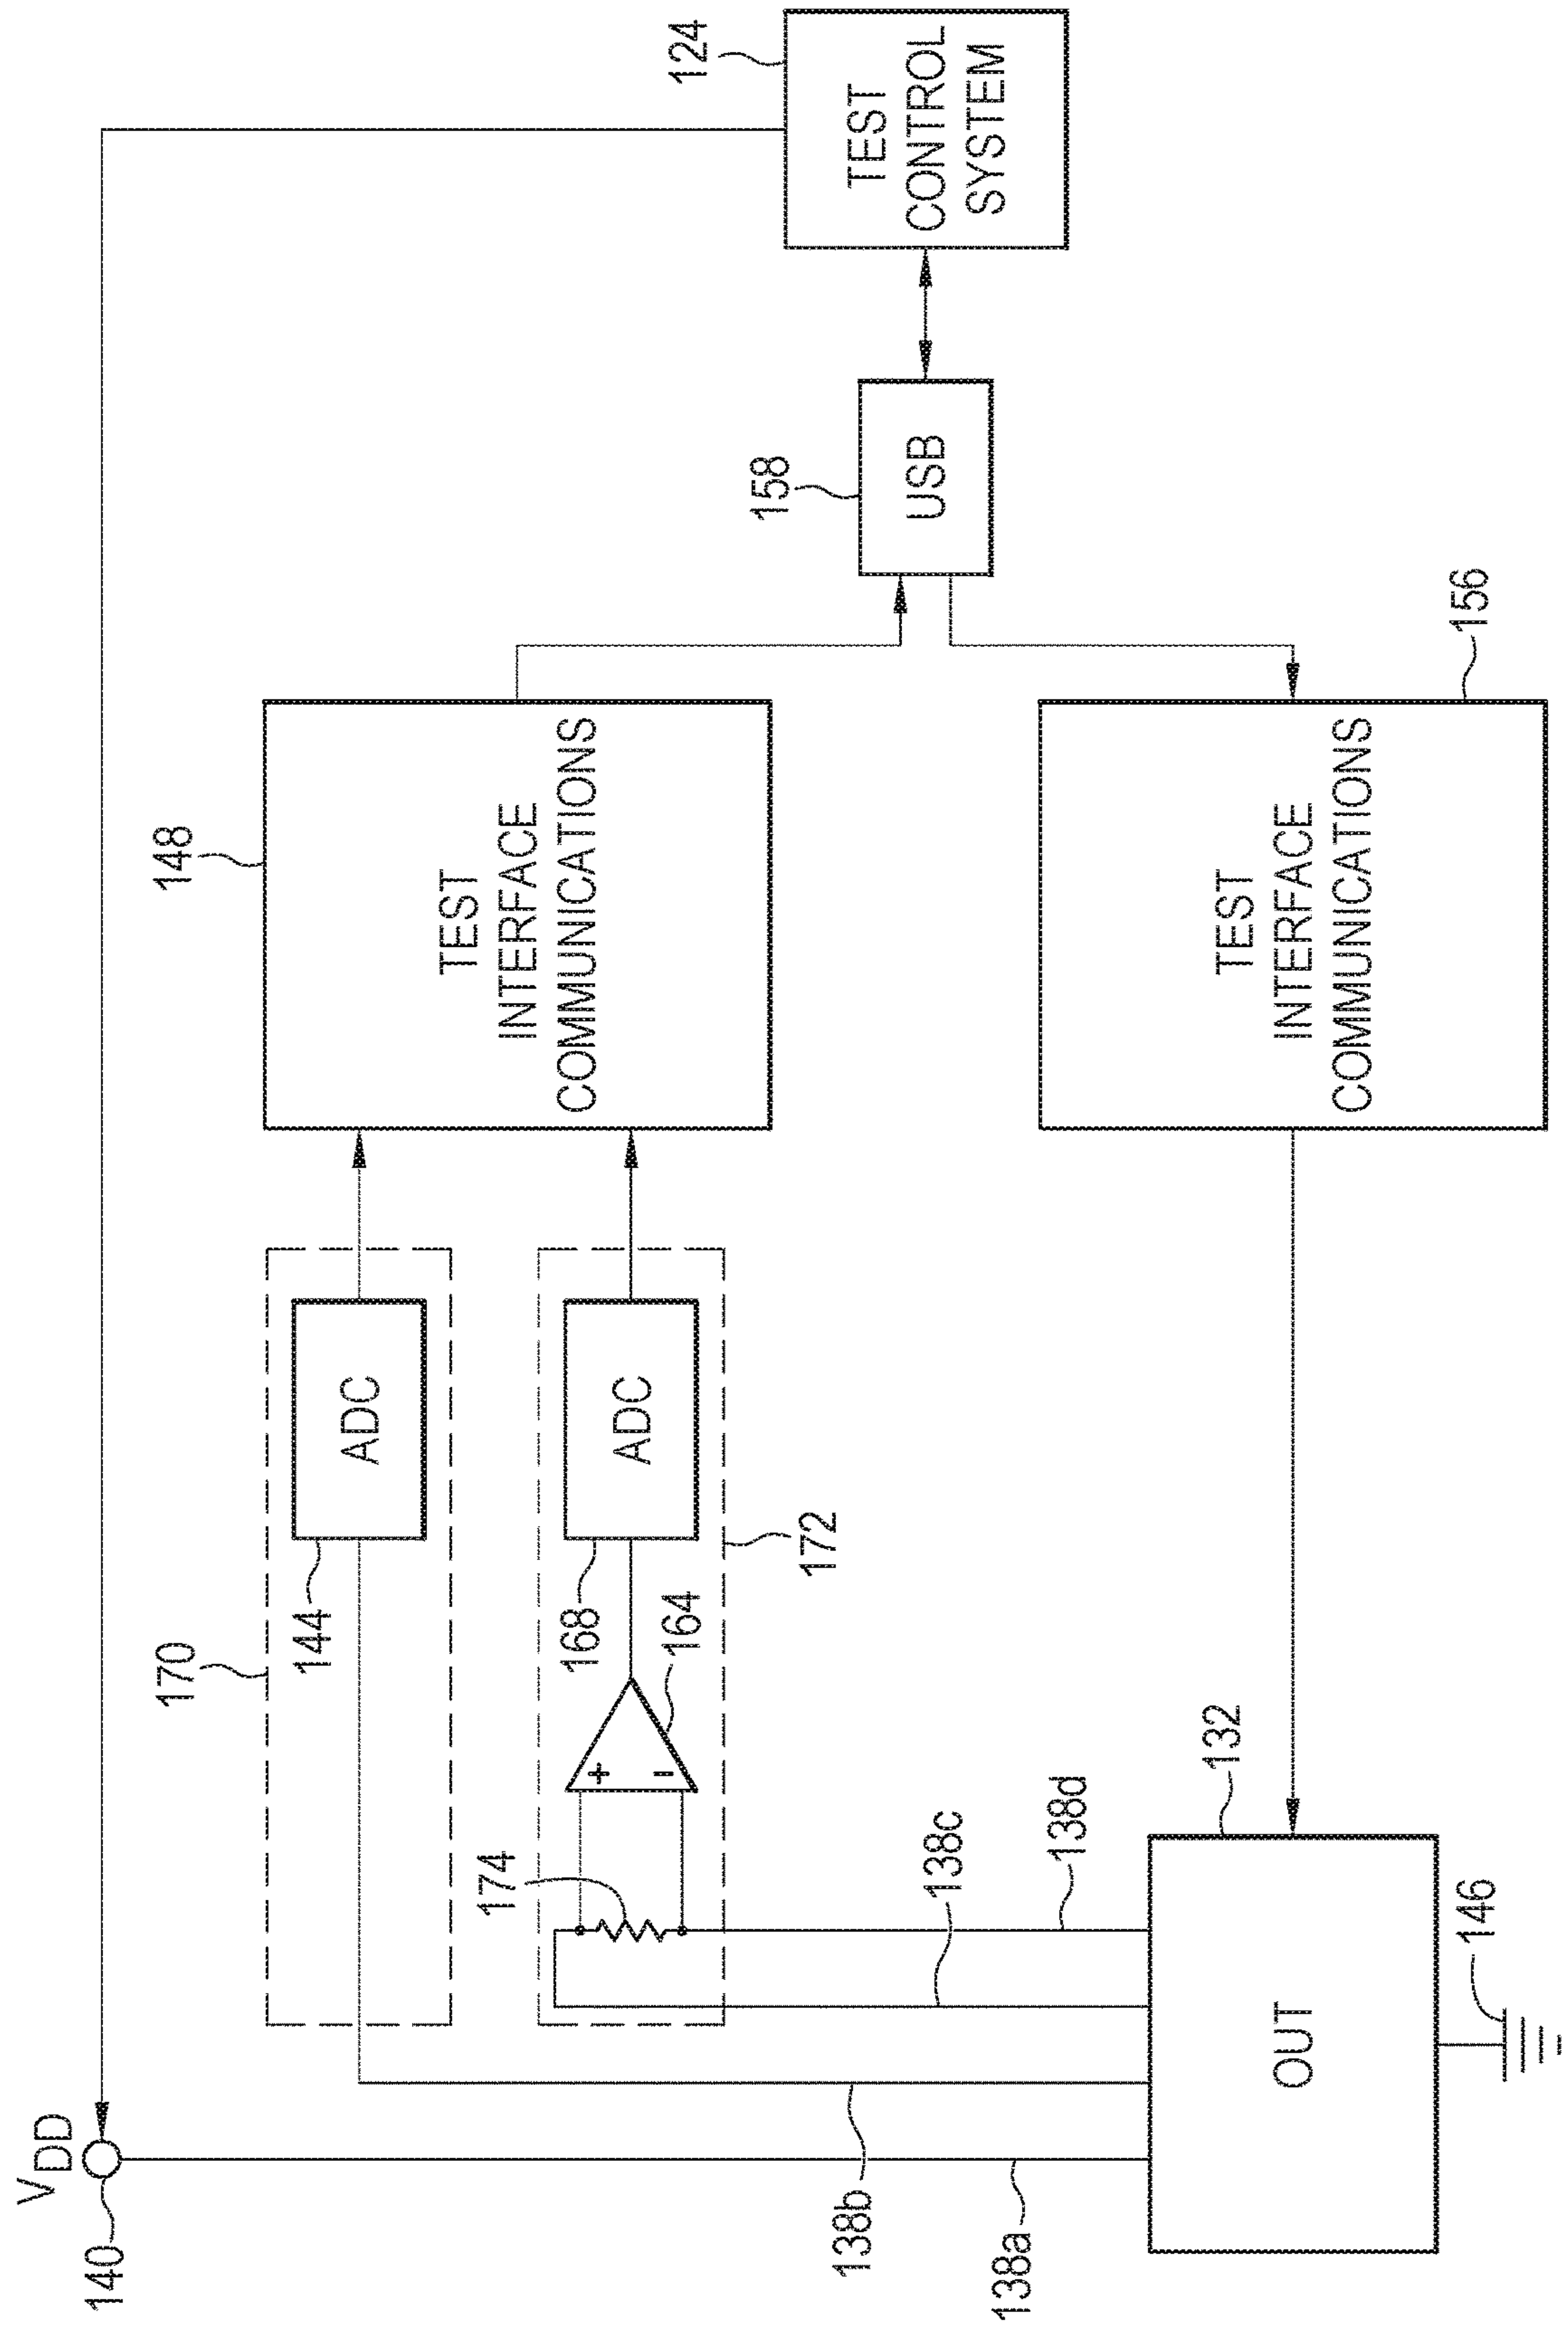 V DD
140
170
148
144
ADC
TEST
INTERFACE
COMMUNICATIONS
174
168
ADC
+
−
164
172
158
USB
124
TEST
CONTROL
SYSTEM
138b
138c
138a
138d
132
OUT
146
TEST
INTERFACE
COMMUNICATIONS
156